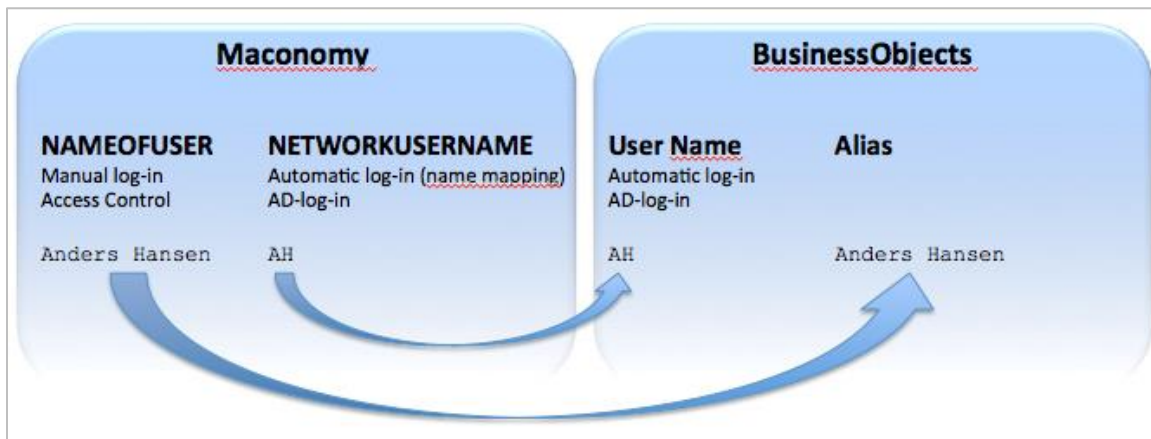 Maconomy
BusinessObjects
NAMEOFUSER
Manual log-in
Access Control
Anders Hansen
NETWORKUSERNAME
Automatic log-in (name mapping)
AD-log-in
AH
User Name
Automatic log-in
AD-log-in
AH
Alias
Anders Hansen